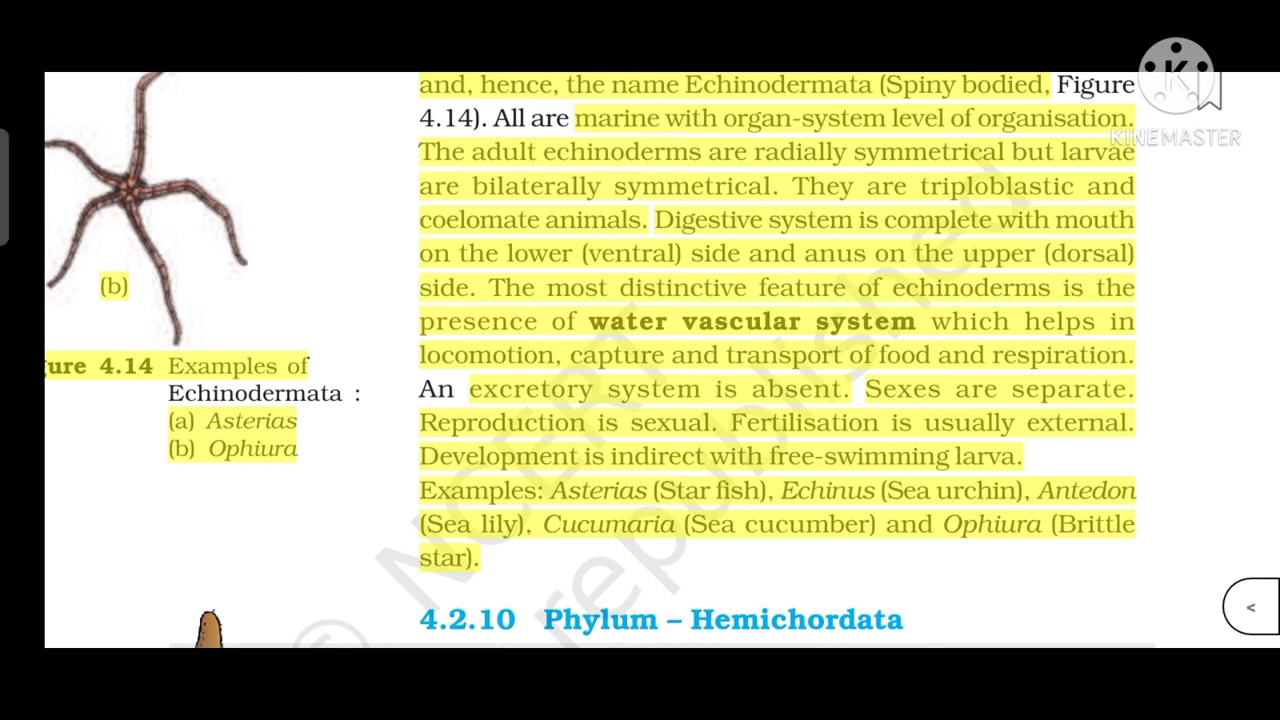 KINEMASTER
and, hence, the name Echinodermata (Spiny bodied, Figure
4.14). All are marine with organ-system level of organisation.
The adult echinoderms are radially symmetrical but larvae
are bilaterally symmetrical. They are triploblastic and
coelomate animals. Digestive system is complete with mouth
on the lower (ventral) side and anus on the upper (dorsal)
side. The most distinctive feature of echinoderms is the
presence of water vascular system which helps in
locomotion, capture and transport of food and respiration.
An excretory system is absent. Sexes are separate.
Reproduction is sexual. Fertilisation is usually external.
Development is indirect with free-swimming larva.
Examples: Asterias (Star fish), Echinus (Sea urchin), Antedon
(Sea lily), Cucumaria (Sea cucumber) and Ophiura (Brittle
star).
(b)
ure 4.14 Examples of
Echinodermata :
(a) Asterias
(b) Ophiura
4.2.10 Phylum – Hemichordata
© NCERT
republished